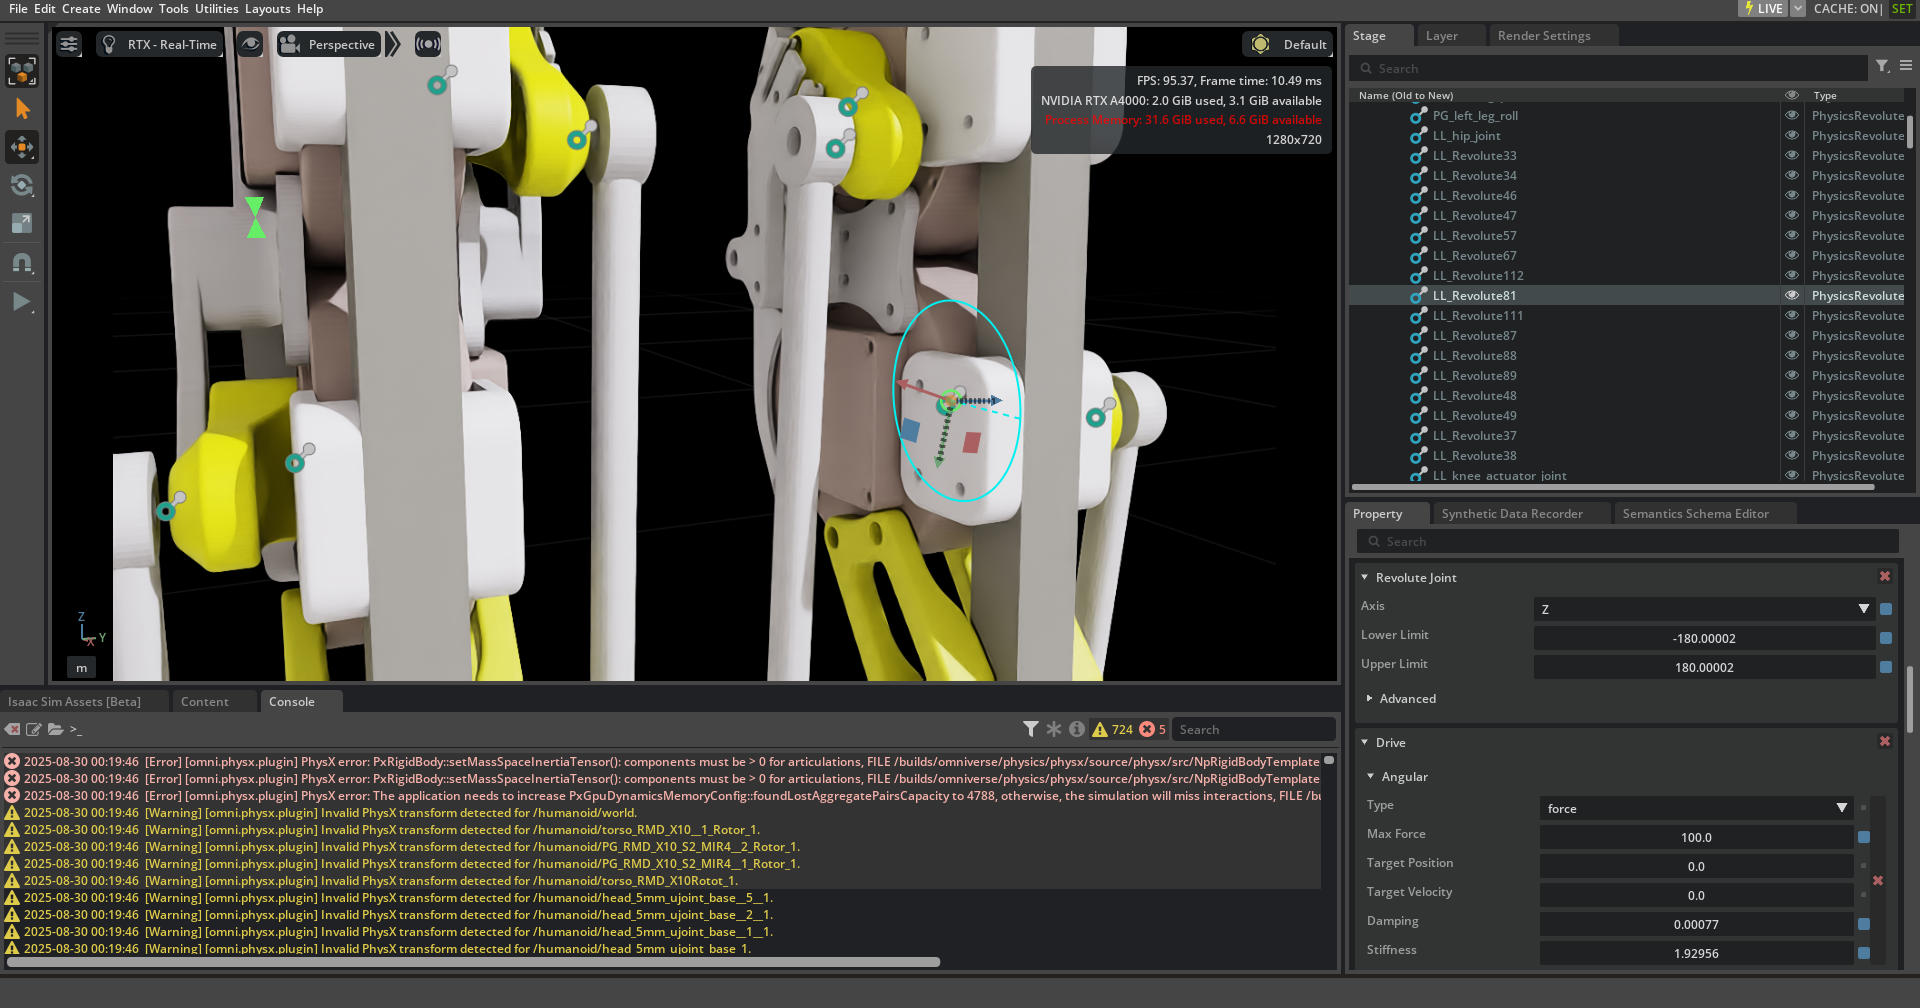 File Edit Create Window Tools Utilities Layouts Help
LIVE
CACHE: ON| SET
RTX - Real-Time
Perspective
Default
FPS: 95.37, Frame time: 10.49 ms
NVIDIA RTX A4000: 2.0 GiB used, 3.1 GiB available
Process Memory: 31.6 GiB used, 6.6 GiB available
1280x720
Z
Y
X
m
Stage Layer Render Settings
Search
Name (Old to New) Type
PG_left_leg_roll PhysicsRevolute
LL_hip_joint PhysicsRevolute
LL_Revolute33 PhysicsRevolute
LL_Revolute34 PhysicsRevolute
LL_Revolute46 PhysicsRevolute
LL_Revolute47 PhysicsRevolute
LL_Revolute57 PhysicsRevolute
LL_Revolute67 PhysicsRevolute
LL_Revolute112 PhysicsRevolute
LL_Revolute81 PhysicsRevolute
LL_Revolute111 PhysicsRevolute
LL_Revolute87 PhysicsRevolute
LL_Revolute88 PhysicsRevolute
LL_Revolute89 PhysicsRevolute
LL_Revolute48 PhysicsRevolute
LL_Revolute49 PhysicsRevolute
LL_Revolute37 PhysicsRevolute
LL_Revolute38 PhysicsRevolute
LL_knee_actuator_joint PhysicsRevolute
Property Synthetic Data Recorder Semantics Schema Editor
Search
Revolute Joint
Axis Z
Lower Limit -180.00002
Upper Limit 180.00002
Advanced
Drive
Angular
Type force
Max Force 100.0
Target Position 0.0
Target Velocity 0.0
Damping 0.00077
Stiffness 1.92956
Isaac Sim Assets [Beta] Content Console
>_
724 5 Search
2025-08-30 00:19:46 [Error] [omni.physx.plugin] PhysX error: PxRigidBody::setMassSpaceInertiaTensor(): components must be > 0 for articulations, FILE /builds/omniverse/physics/physx/source/physx/src/NpRigidBodyTemplate
2025-08-30 00:19:46 [Error] [omni.physx.plugin] PhysX error: PxRigidBody::setMassSpaceInertiaTensor(): components must be > 0 for articulations, FILE /builds/omniverse/physics/physx/source/physx/src/NpRigidBodyTemplate
2025-08-30 00:19:46 [Error] [omni.physx.plugin] PhysX error: The application needs to increase PxGpuDynamicsMemoryConfig::foundLostAggregatePairsCapacity to 4788, otherwise, the simulation will miss interactions, FILE /bu
2025-08-30 00:19:46 [Warning] [omni.physx.plugin] Invalid PhysX transform detected for /humanoid/world.
2025-08-30 00:19:46 [Warning] [omni.physx.plugin] Invalid PhysX transform detected for /humanoid/torso_RMD_X10__1_Rotor_1.
2025-08-30 00:19:46 [Warning] [omni.physx.plugin] Invalid PhysX transform detected for /humanoid/PG_RMD_X10_S2_MIR4__2_Rotor_1.
2025-08-30 00:19:46 [Warning] [omni.physx.plugin] Invalid PhysX transform detected for /humanoid/PG_RMD_X10_S2_MIR4__1_Rotor_1.
2025-08-30 00:19:46 [Warning] [omni.physx.plugin] Invalid PhysX transform detected for /humanoid/torso_RMD_X10Rotot_1.
2025-08-30 00:19:46 [Warning] [omni.physx.plugin] Invalid PhysX transform detected for /humanoid/head_5mm_ujoint_base__5__1.
2025-08-30 00:19:46 [Warning] [omni.physx.plugin] Invalid PhysX transform detected for /humanoid/head_5mm_ujoint_base__2__1.
2025-08-30 00:19:46 [Warning] [omni.physx.plugin] Invalid PhysX transform detected for /humanoid/head_5mm_ujoint_base__1__1.
2025-08-30 00:19:46 [Warning] [omni.physx.plugin] Invalid PhysX transform detected for /humanoid/head_5mm_ujoint_base_1.